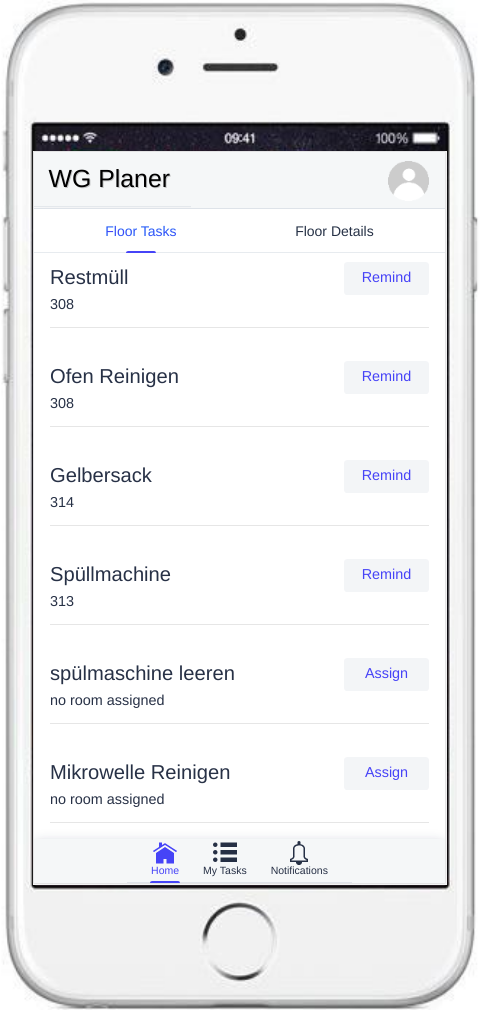 09:41 100%
WG Planer
Floor Tasks Floor Details
Restmüll Remind
308
Ofen Reinigen Remind
308
Gelbersack Remind
314
Spüllmachine Remind
313
spülmaschine leeren Assign
no room assigned
Mikrowelle Reinigen Assign
no room assigned
Home My Tasks Notifications